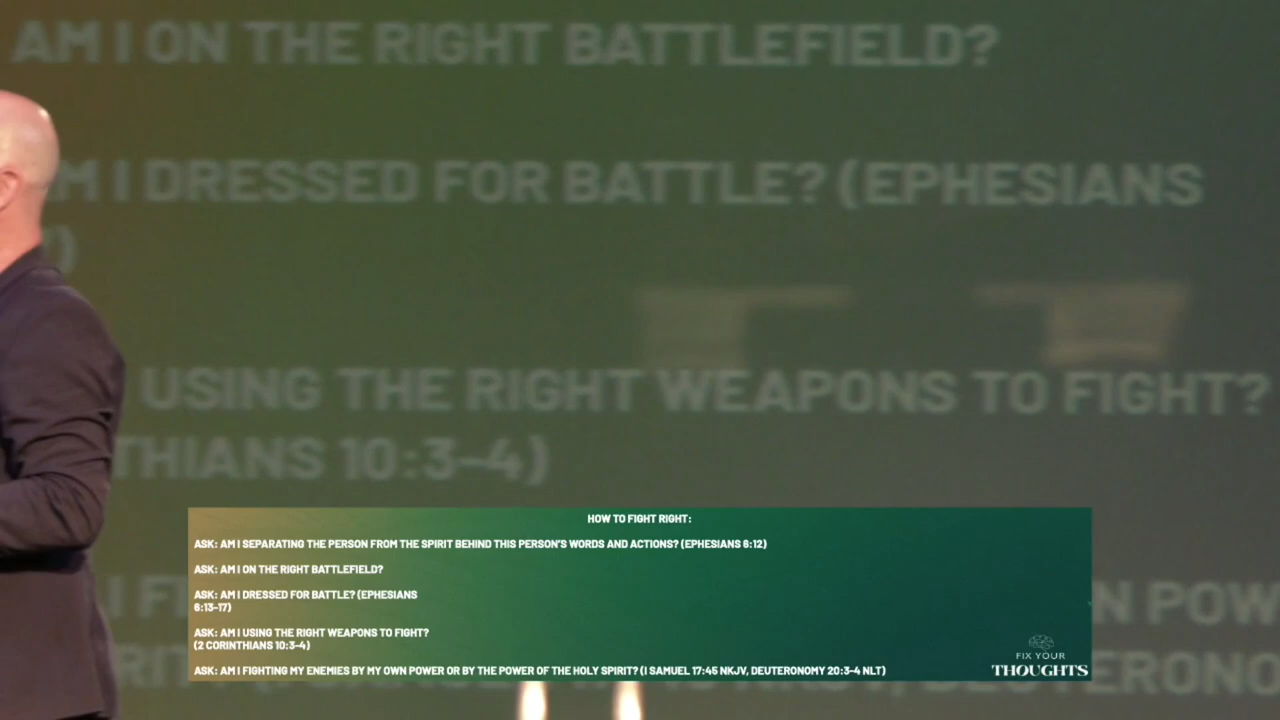 AM I ON THE RIGHT BATTLEFIELD?
M I DRESSED FOR BATTLE? (EPHESIANS
)
USING THE RIGHT WEAPONS TO FIGHT?
THIANS 10:3-4)
I FI
N POW
HOW TO FIGHT RIGHT:
ASK: AM I SEPARATING THE PERSON FROM THE SPIRIT BEHIND THIS PERSON'S WORDS AND ACTIONS? (EPHESIANS 6:12)
ASK: AM I ON THE RIGHT BATTLEFIELD?
ASK: AM I DRESSED FOR BATTLE? (EPHESIANS
6:13-17)
ASK: AM I USING THE RIGHT WEAPONS TO FIGHT?
(2 CORINTHIANS 10:3-4)
ASK: AM I FIGHTING MY ENEMIES BY MY OWN POWER OR BY THE POWER OF THE HOLY SPIRIT? (I SAMUEL 17:45 NKJV, DEUTERONOMY 20:3-4 NLT)
FIX YOUR
THOUGHTS